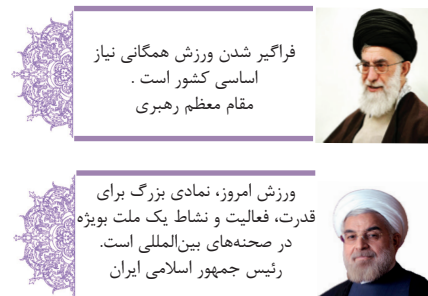 فراگیر شدن ورزش همگانی نیاز
اساسی کشور است .
مقام معظم رهبری
ورزش امروز، نمادی بزرگ برای
قدرت، فعالیت و نشاط یک ملت بویژه
در صحنه‌های بین‌المللی است.
رئیس جمهور اسلامی ایران